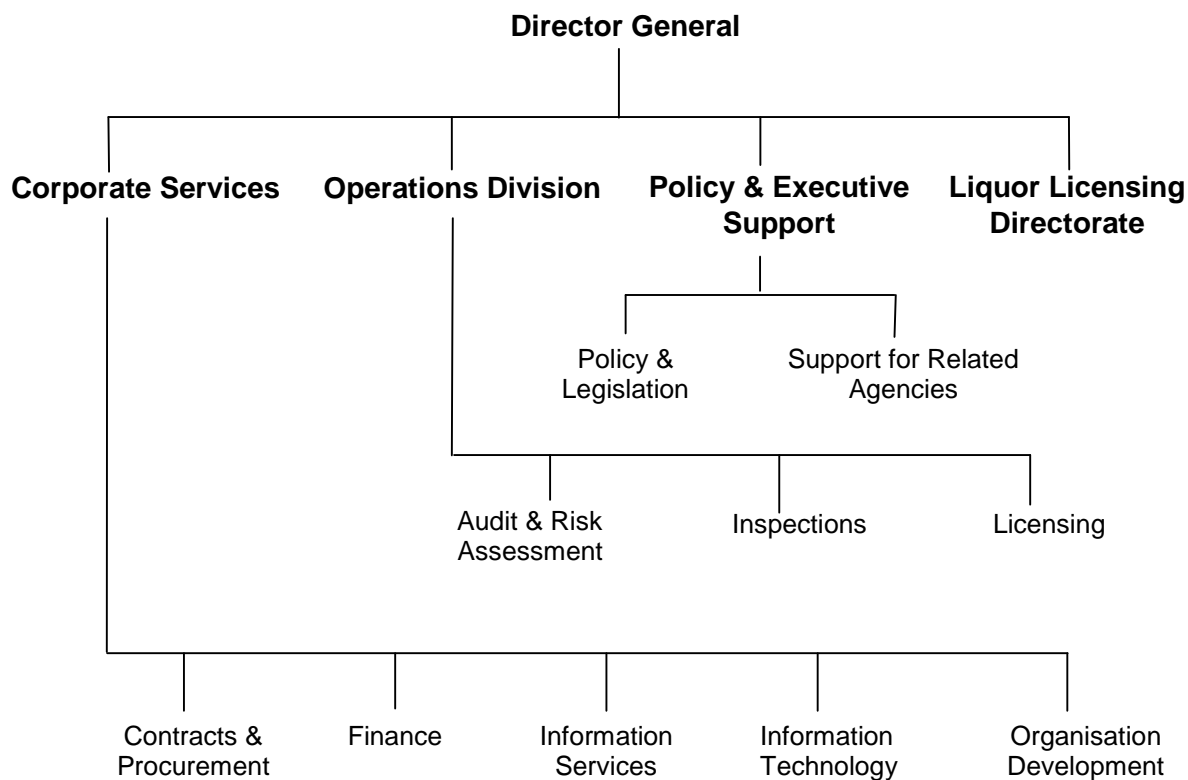 Director General
Corporate Services
Operations Division
Policy & Executive
Support
Liquor Licensing
Directorate
Policy &
Legislation
Support for Related
Agencies
Audit & Risk
Assessment
Inspections
Licensing
Contracts &
Procurement
Finance
Information
Services
Information
Technology
Organisation
Development